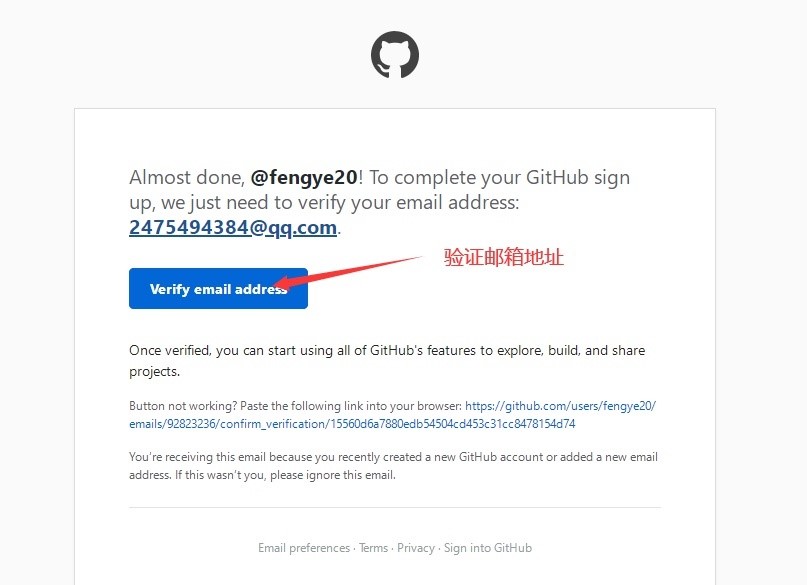 Almost done, @fengye20! To complete your GitHub sign
up, we just need to verify your email address:
2475494384@qq.com.
验证邮箱地址
Verify email address
Once verified, you can start using all of GitHub's features to explore, build, and share
projects.
Button not working? Paste the following link into your browser: https://github.com/users/fengye20/
emails/92823236/confirm_verification/15560d6a7880edb54504cd453c31cc8478154d74
You're receiving this email because you recently created a new GitHub account or added a new email
address. If this wasn't you, please ignore this email.
Email preferences · Terms · Privacy · Sign into GitHub